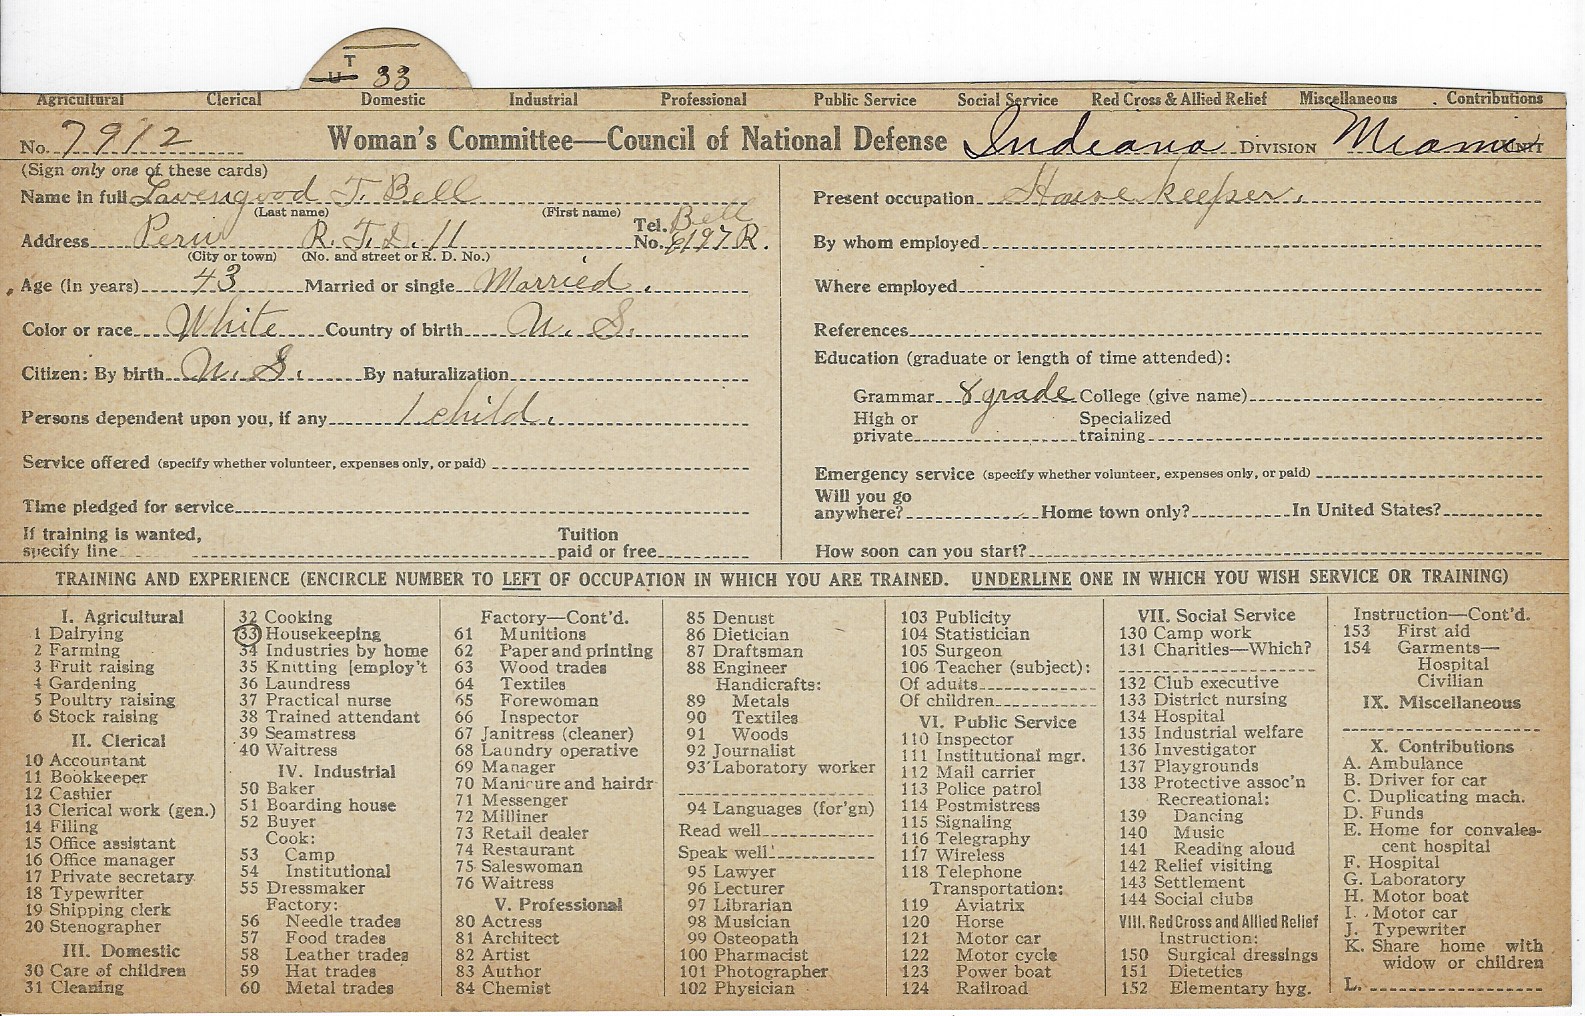 T
U 33
Agricultural Clerical Domestic Industrial Professional Public Service Social Service Red Cross & Allied Relief Miscellaneous Contributions
No. 7912 Woman's Committee—Council of National Defense Indiana DIVISION Miami UNIT
(Sign only one of these cards)
Name in full Lavengood F. Bell
(Last name) (First name)
Address Peru R. F. D. 11 Tel. No. Bell 6197 R.
(City or town) (No. and street or R. D. No.)
Age (in years) 43 Married or single Married.
Color or race White Country of birth U. S.
Citizen: By birth U. S. By naturalization
Persons dependent upon you, if any 1 child.
Service offered (specify whether volunteer, expenses only, or paid)
Time pledged for service
If training is wanted, specify line Tuition paid or free
Present occupation House keeper.
By whom employed
Where employed
References
Education (graduate or length of time attended):
Grammar 8 grade College (give name)
High or private Specialized training
Emergency service (specify whether volunteer, expenses only, or paid)
Will you go anywhere? Home town only? In United States?
How soon can you start?
TRAINING AND EXPERIENCE (ENCIRCLE NUMBER TO LEFT OF OCCUPATION IN WHICH YOU ARE TRAINED. UNDERLINE ONE IN WHICH YOU WISH SERVICE OR TRAINING)
I. Agricultural
1 Dairying
2 Farming
3 Fruit raising
4 Gardening
5 Poultry raising
6 Stock raising
II. Clerical
10 Accountant
11 Bookkeeper
12 Cashier
13 Clerical work (gen.)
14 Filing
15 Office assistant
16 Office manager
17 Private secretary
18 Typewriter
19 Shipping clerk
20 Stenographer
III. Domestic
30 Care of children
31 Cleaning
32 Cooking
33 Housekeeping
34 Industries by home
35 Knitting [employ't
36 Laundress
37 Practical nurse
38 Trained attendant
39 Seamstress
40 Waitress
IV. Industrial
50 Baker
51 Boarding house
52 Buyer
Cook:
53 Camp
54 Institutional
55 Dressmaker
Factory:
56 Needle trades
57 Food trades
58 Leather trades
59 Hat trades
60 Metal trades
Factory—Cont'd.
61 Munitions
62 Paper and printing
63 Wood trades
64 Textiles
65 Forewoman
66 Inspector
67 Janitress (cleaner)
68 Laundry operative
69 Manager
70 Manicure and hairdr
71 Messenger
72 Milliner
73 Retail dealer
74 Restaurant
75 Saleswoman
76 Waitress
V. Professional
80 Actress
81 Architect
82 Artist
83 Author
84 Chemist
85 Dentist
86 Dietician
87 Draftsman
88 Engineer
Handicrafts:
89 Metals
90 Textiles
91 Woods
92 Journalist
93 Laboratory worker
94 Languages (for'gn)
Read well
Speak well
95 Lawyer
96 Lecturer
97 Librarian
98 Musician
99 Osteopath
100 Pharmacist
101 Photographer
102 Physician
103 Publicity
104 Statistician
105 Surgeon
106 Teacher (subject):
Of adults
Of children
VI. Public Service
110 Inspector
111 Institutional mgr.
112 Mail carrier
113 Police patrol
114 Postmistress
115 Signaling
116 Telegraphy
117 Wireless
118 Telephone
Transportation:
119 Aviatrix
120 Horse
121 Motor car
122 Motor cycle
123 Power boat
124 Railroad
VII. Social Service
130 Camp work
131 Charities—Which?
132 Club executive
133 District nursing
134 Hospital
135 Industrial welfare
136 Investigator
137 Playgrounds
138 Protective assoc'n
Recreational:
139 Dancing
140 Music
141 Reading aloud
142 Relief visiting
143 Settlement
144 Social clubs
VIII. Red Cross and Allied Relief
Instruction:
150 Surgical dressings
151 Dietetics
152 Elementary hyg.
Instruction—Cont'd.
153 First aid
154 Garments—
Hospital
Civilian
IX. Miscellaneous
X. Contributions
A. Ambulance
B. Driver for car
C. Duplicating mach.
D. Funds
E. Home for convales-
cent hospital
F. Hospital
G. Laboratory
H. Motor boat
I. Motor car
J. Typewriter
K. Share home with
widow or children
L.